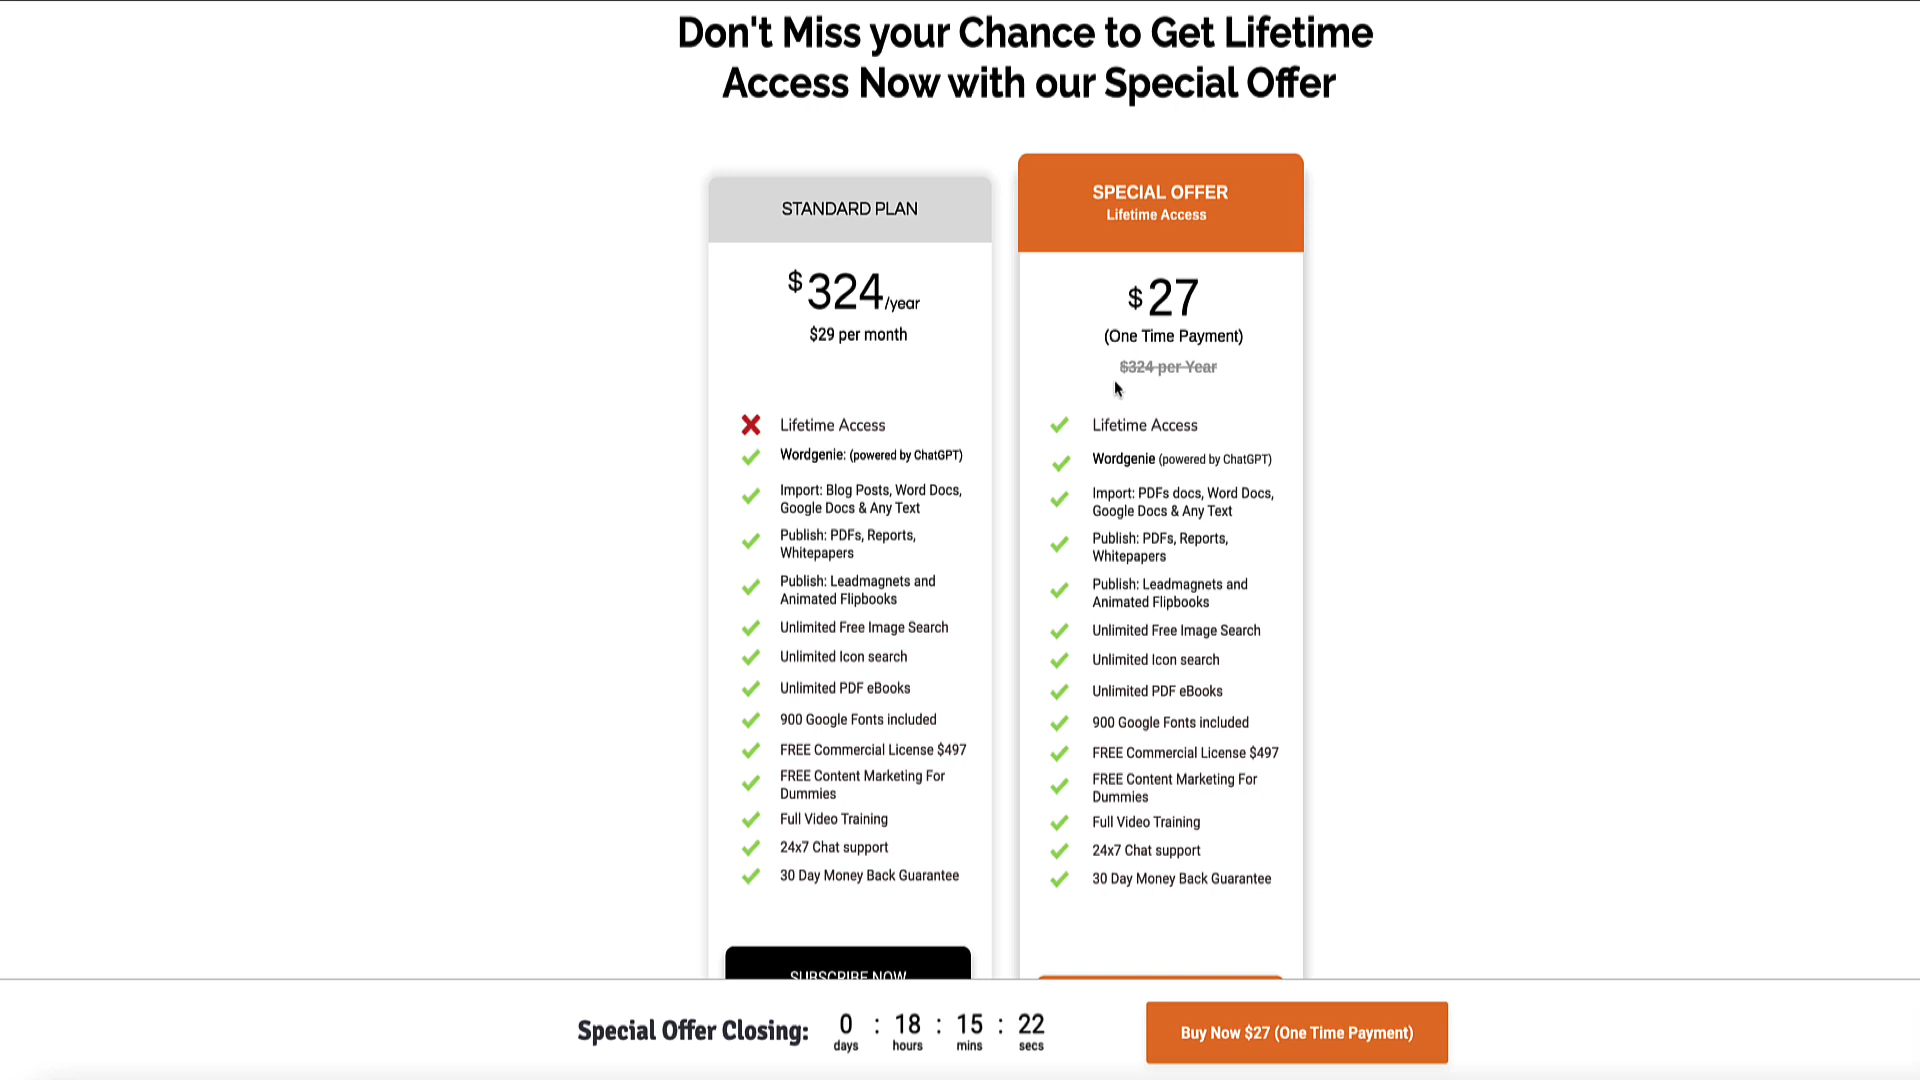 Don't Miss your Chance to Get Lifetime
Access Now with our Special Offer
STANDARD PLAN
$324/year
$29 per month
Lifetime Access
Wordgenie: (powered by ChatGPT)
Import: Blog Posts, Word Docs,
Google Docs & Any Text
Publish: PDFs, Reports,
Whitepapers
Publish: Leadmagnets and
Animated Flipbooks
Unlimited Free Image Search
Unlimited Icon search
Unlimited PDF eBooks
900 Google Fonts included
FREE Commercial License $497
FREE Content Marketing For
Dummies
Full Video Training
24x7 Chat support
30 Day Money Back Guarantee
SUBSCRIBE NOW
SPECIAL OFFER
Lifetime Access
$27
(One Time Payment)
$324 per Year
Lifetime Access
Wordgenie (powered by ChatGPT)
Import: PDFs docs, Word Docs,
Google Docs & Any Text
Publish: PDFs, Reports,
Whitepapers
Publish: Leadmagnets and
Animated Flipbooks
Unlimited Free Image Search
Unlimited Icon search
Unlimited PDF eBooks
900 Google Fonts included
FREE Commercial License $497
FREE Content Marketing For
Dummies
Full Video Training
24x7 Chat support
30 Day Money Back Guarantee
Special Offer Closing: 0 : 18 : 15 : 22
days hours mins secs
Buy Now $27 (One Time Payment)